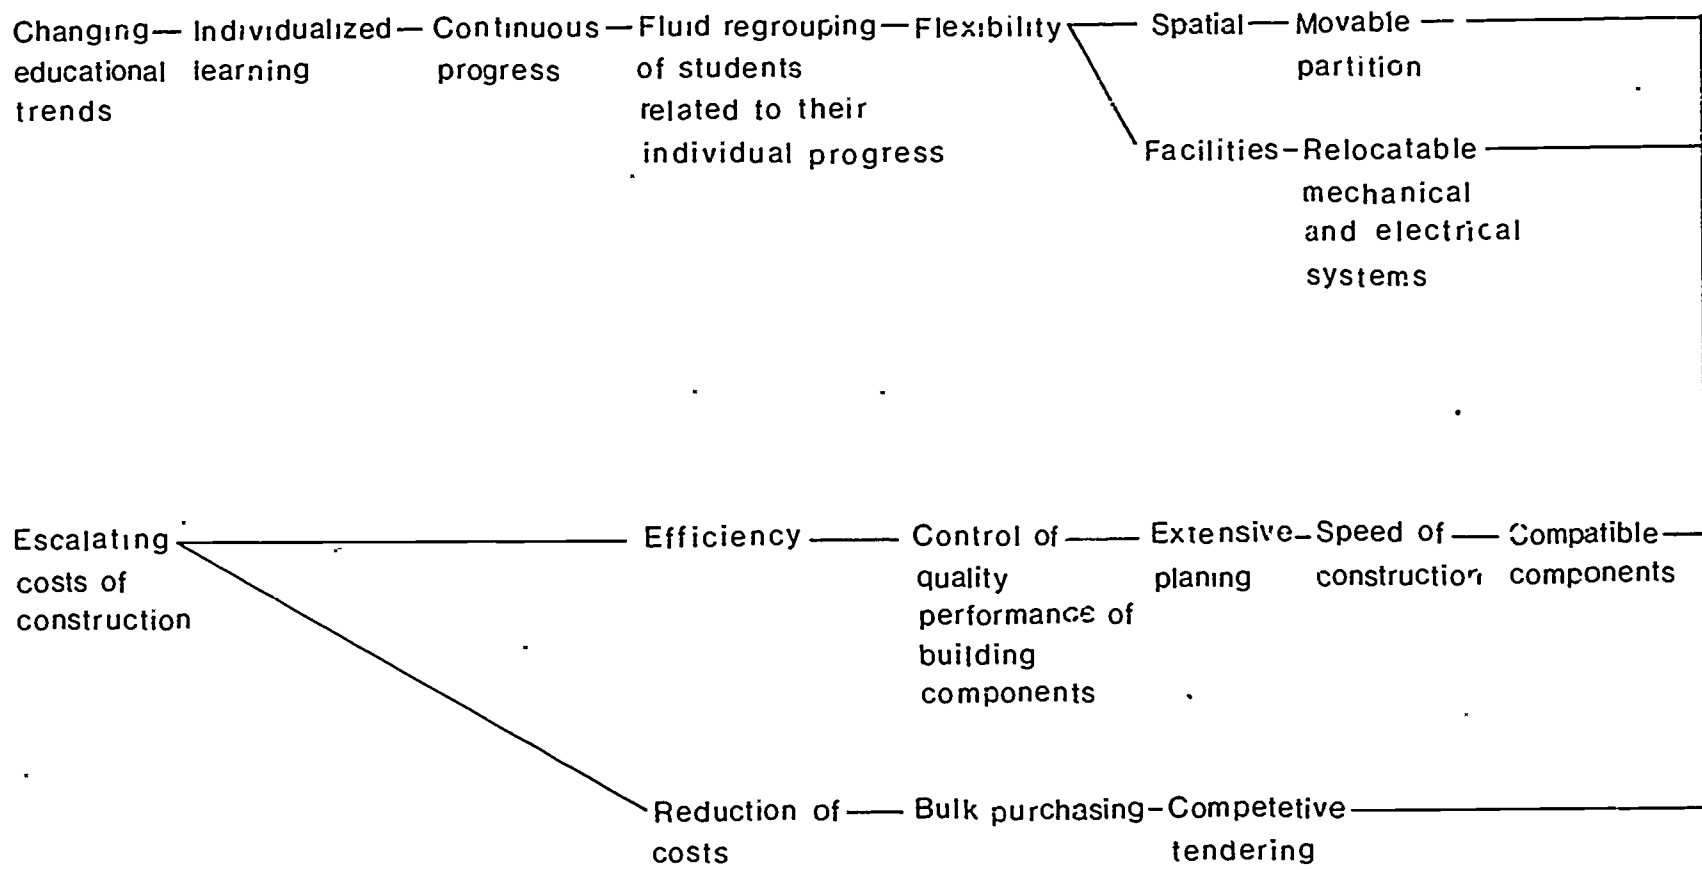 Changing
educational
trends
Individualized
learning
Continuous
progress
Fluid regrouping
of students
related to their
individual progress
Flexibility
Spatial
Movable
partition
Facilities
Relocatable
mechanical
and electrical
systems
Escalating
costs of
construction
Efficiency
Control of
quality
performance of
building
components
Extensive
planing
Speed of
construction
Compatible
components
Reduction of
costs
Bulk purchasing
Competetive
tendering